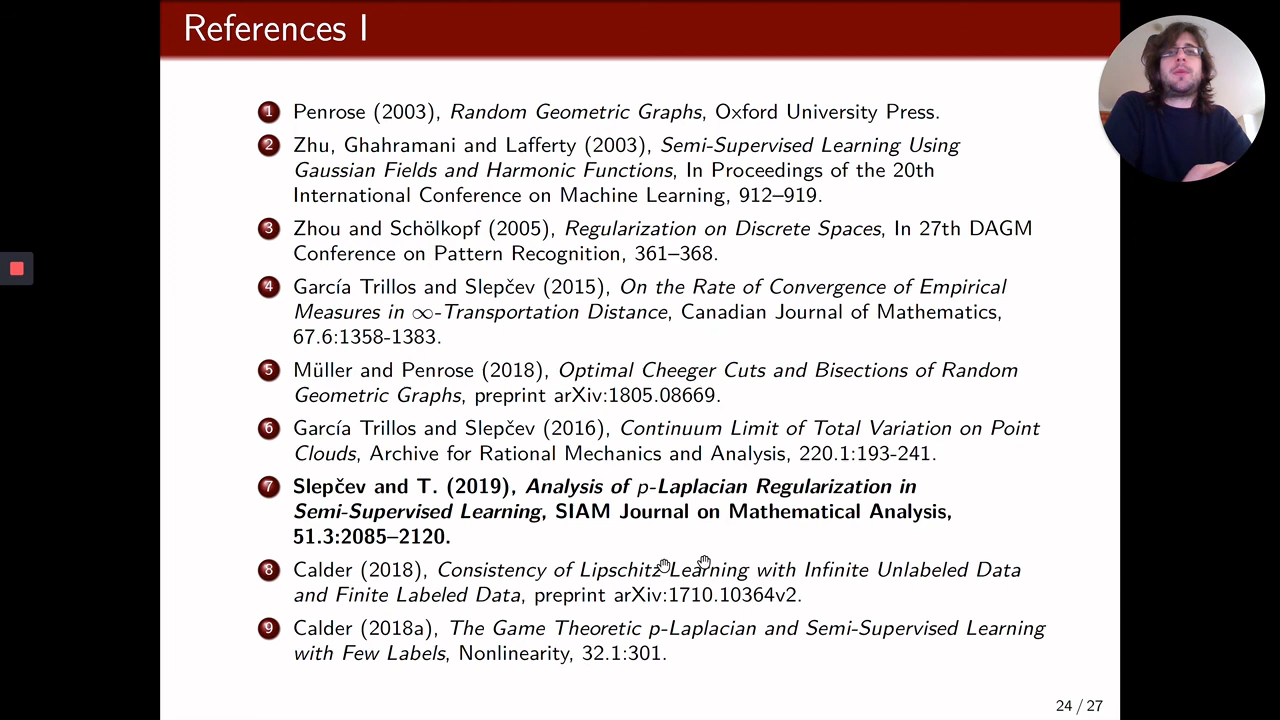 References I
1 Penrose (2003), Random Geometric Graphs, Oxford University Press.
2 Zhu, Ghahramani and Lafferty (2003), Semi-Supervised Learning Using
Gaussian Fields and Harmonic Functions, In Proceedings of the 20th
International Conference on Machine Learning, 912–919.
3 Zhou and Schölkopf (2005), Regularization on Discrete Spaces, In 27th DAGM
Conference on Pattern Recognition, 361–368.
4 García Trillos and Slepčev (2015), On the Rate of Convergence of Empirical
Measures in ∞-Transportation Distance, Canadian Journal of Mathematics,
67.6:1358-1383.
5 Müller and Penrose (2018), Optimal Cheeger Cuts and Bisections of Random
Geometric Graphs, preprint arXiv:1805.08669.
6 García Trillos and Slepčev (2016), Continuum Limit of Total Variation on Point
Clouds, Archive for Rational Mechanics and Analysis, 220.1:193-241.
7 Slepčev and T. (2019), Analysis of p-Laplacian Regularization in
Semi-Supervised Learning, SIAM Journal on Mathematical Analysis,
51.3:2085–2120.
8 Calder (2018), Consistency of Lipschitz Learning with Infinite Unlabeled Data
and Finite Labeled Data, preprint arXiv:1710.10364v2.
9 Calder (2018a), The Game Theoretic p-Laplacian and Semi-Supervised Learning
with Few Labels, Nonlinearity, 32.1:301.
24 / 27